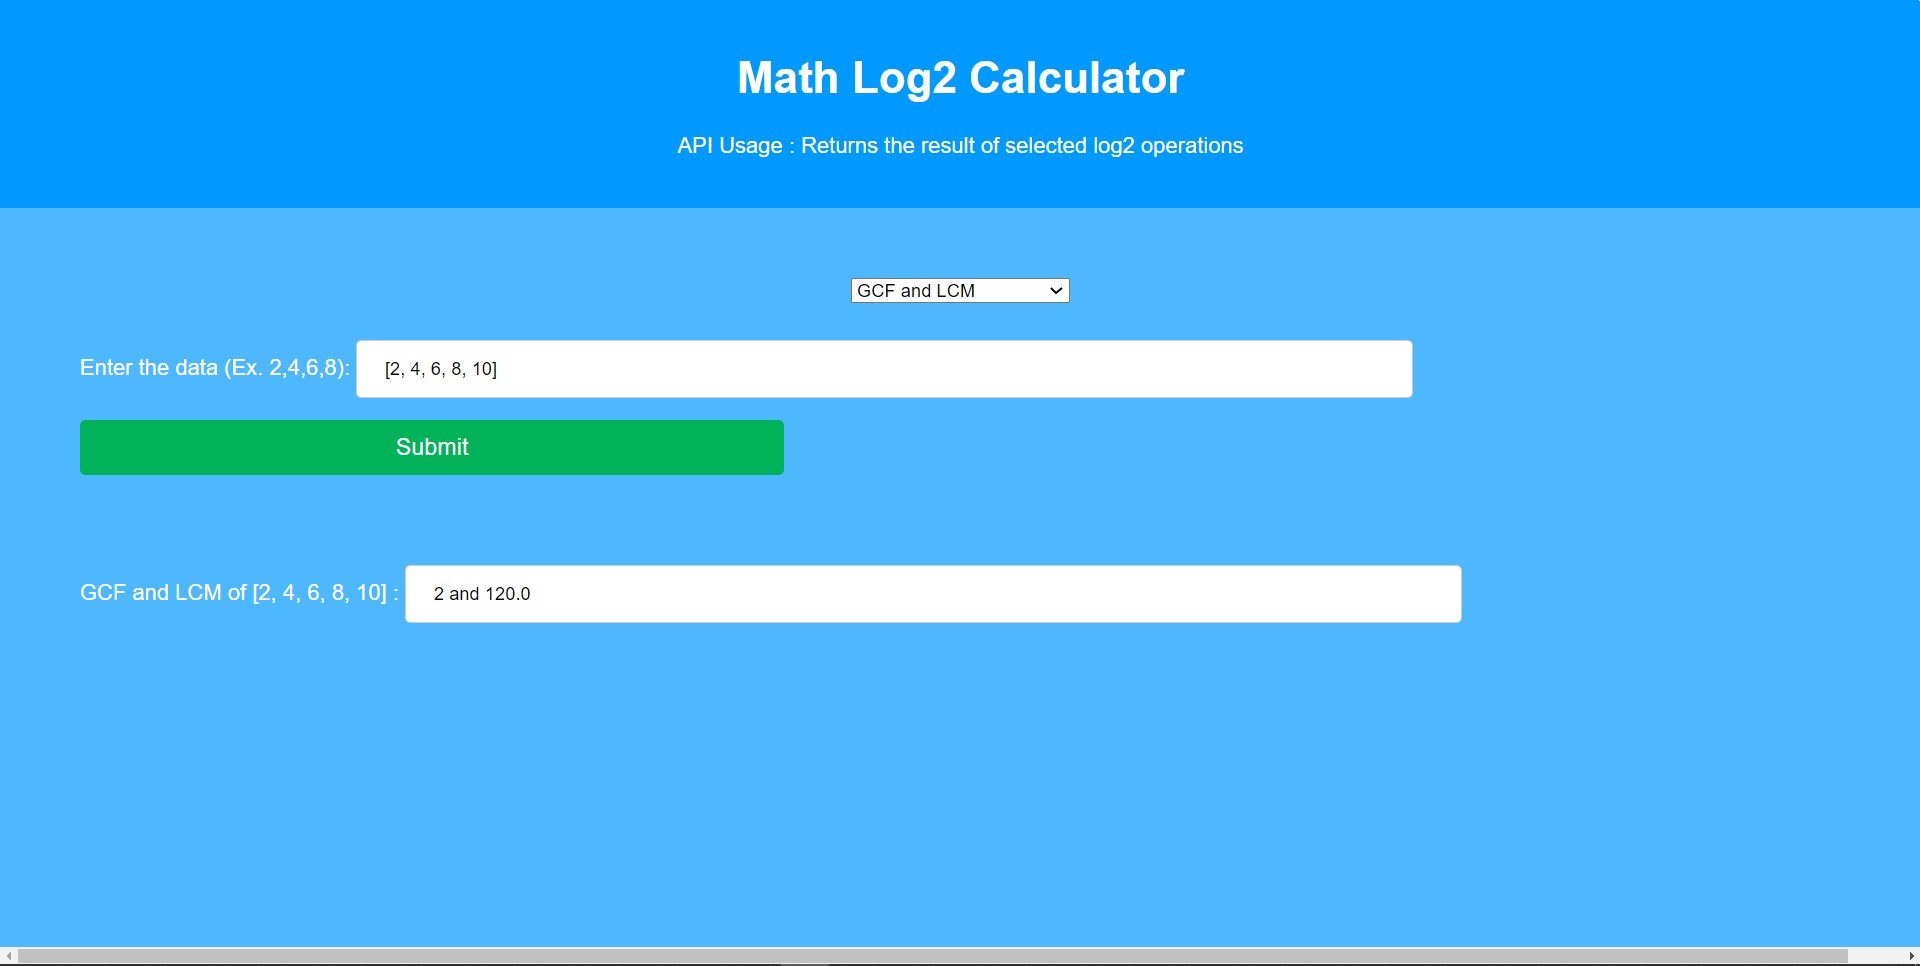 Math Log2 Calculator
API Usage : Returns the result of selected log2 operations
GCF and LCM
Enter the data (Ex. 2,4,6,8): [2, 4, 6, 8, 10]
Submit
GCF and LCM of [2, 4, 6, 8, 10] : 2 and 120.0